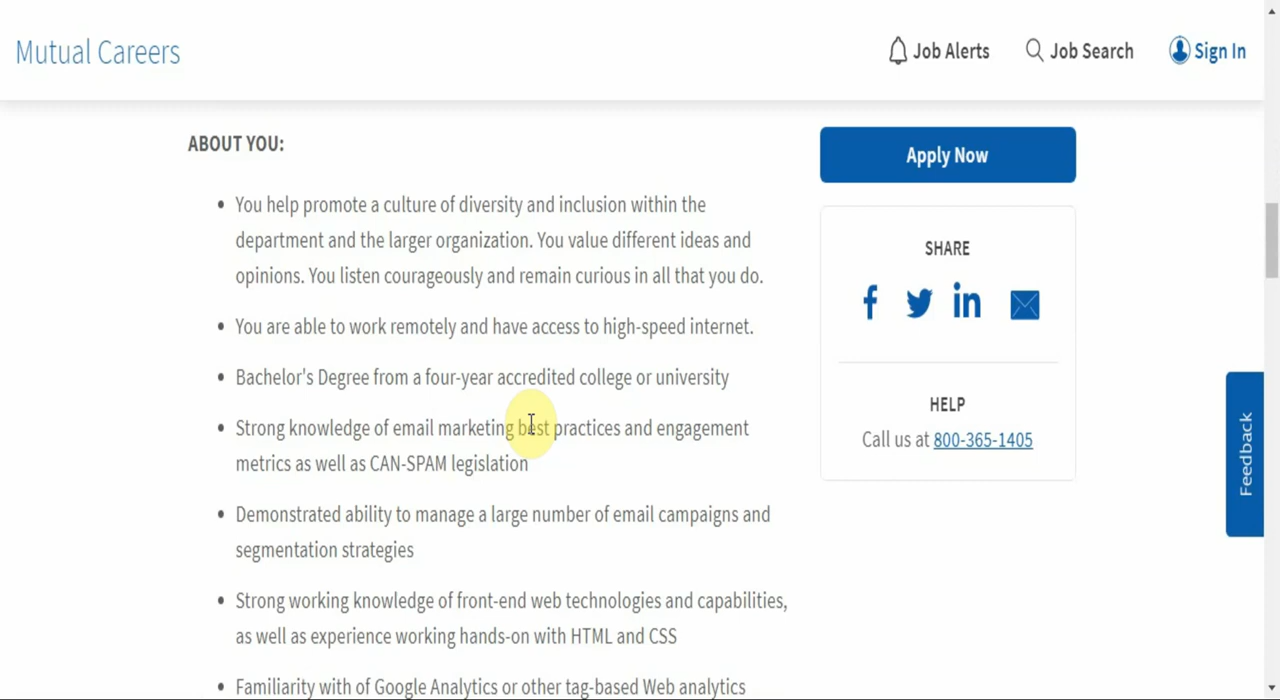 Mutual Careers
Job Alerts
Job Search
Sign In
ABOUT YOU:
You help promote a culture of diversity and inclusion within the
department and the larger organization. You value different ideas and
opinions. You listen courageously and remain curious in all that you do.
You are able to work remotely and have access to high-speed internet.
Bachelor's Degree from a four-year accredited college or university
Strong knowledge of email marketing best practices and engagement
metrics as well as CAN-SPAM legislation
Demonstrated ability to manage a large number of email campaigns and
segmentation strategies
Strong working knowledge of front-end web technologies and capabilities,
as well as experience working hands-on with HTML and CSS
Familiarity with of Google Analytics or other tag-based Web analytics
Apply Now
SHARE
HELP
Call us at 800-365-1405
Feedback